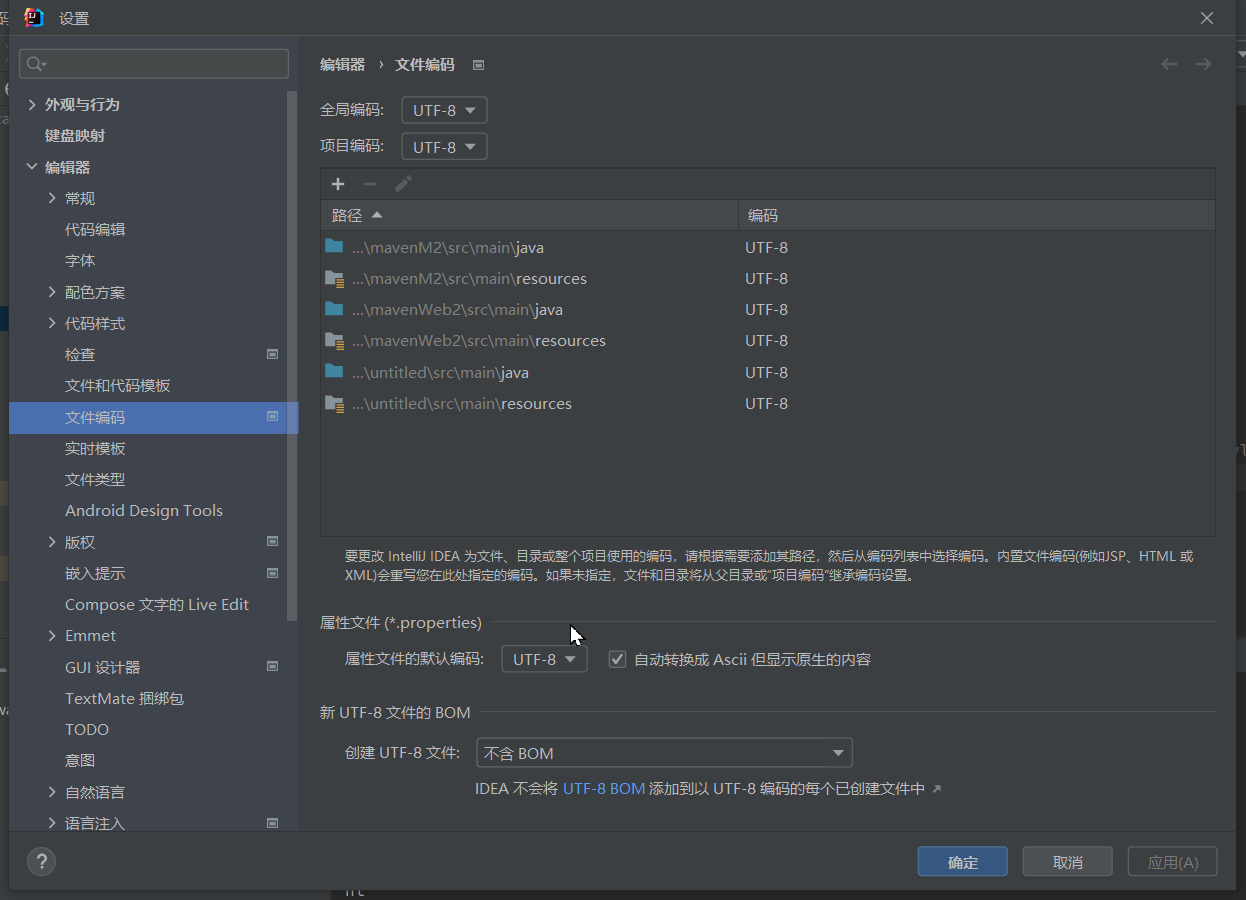 设置
外观与行为
键盘映射
编辑器
常规
代码编辑
字体
配色方案
代码样式
检查
文件和代码模板
文件编码
实时模板
文件类型
Android Design Tools
版权
嵌入提示
Compose 文字的 Live Edit
Emmet
GUI 设计器
TextMate 捆绑包
TODO
意图
自然语言
语言注入
编辑器 › 文件编码
全局编码: UTF-8
项目编码: UTF-8
路径 编码
...\mavenM2\src\main\java UTF-8
...\mavenM2\src\main\resources UTF-8
...\mavenWeb2\src\main\java UTF-8
...\mavenWeb2\src\main\resources UTF-8
...\untitled\src\main\java UTF-8
...\untitled\src\main\resources UTF-8
要更改 IntelliJ IDEA 为文件、目录或整个项目使用的编码，请根据需要添加其路径，然后从编码列表中选择编码。内置文件编码(例如JSP、HTML 或
XML)会重写您在此处指定的编码。如果未指定，文件和目录将从父目录或"项目编码"继承编码设置。
属性文件 (*.properties)
属性文件的默认编码: UTF-8 自动转换成 Ascii 但显示原生的内容
新 UTF-8 文件的 BOM
创建 UTF-8 文件: 不含 BOM
IDEA 不会将 UTF-8 BOM 添加到以 UTF-8 编码的每个已创建文件中 ↗
? 确定 取消 应用(A)